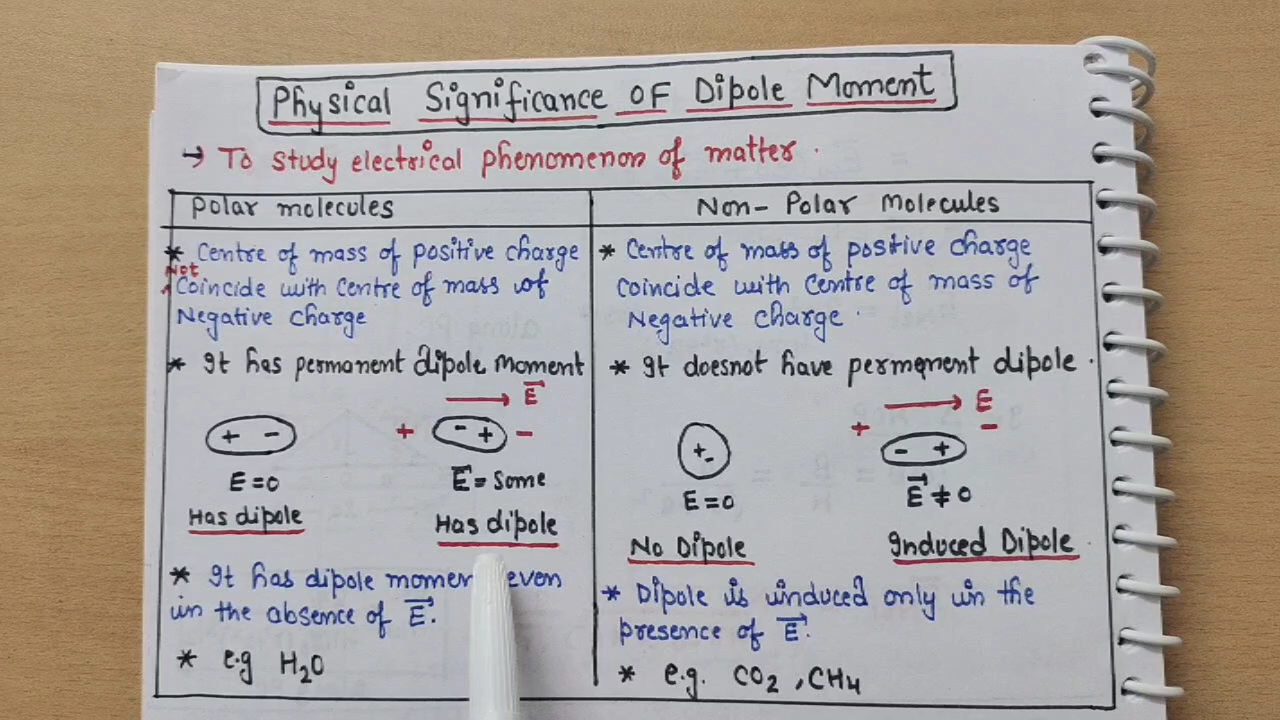 Physical Significance OF Dipole Moment
→ To study electrical phenomenon of matter.
Polar molecules
* Centre of mass of positive charge
Not
Coincide with Centre of mass of
Negative charge
* It has permanent dipole Moment
E
+ - + - + -
E=0 E=Some
Has dipole Has dipole
* It has dipole even
in the absence of E.
* e.g H2O
Non-Polar Molecules
* Centre of mass of positive charge
Coincide with Centre of mass of
Negative charge.
* It doesnot have permenent dipole.
E
+ - + - + -
E=0 E≠0
No Dipole Induced Dipole
* Dipole is induced only in the
presence of E.
* e.g. CO2, CH4